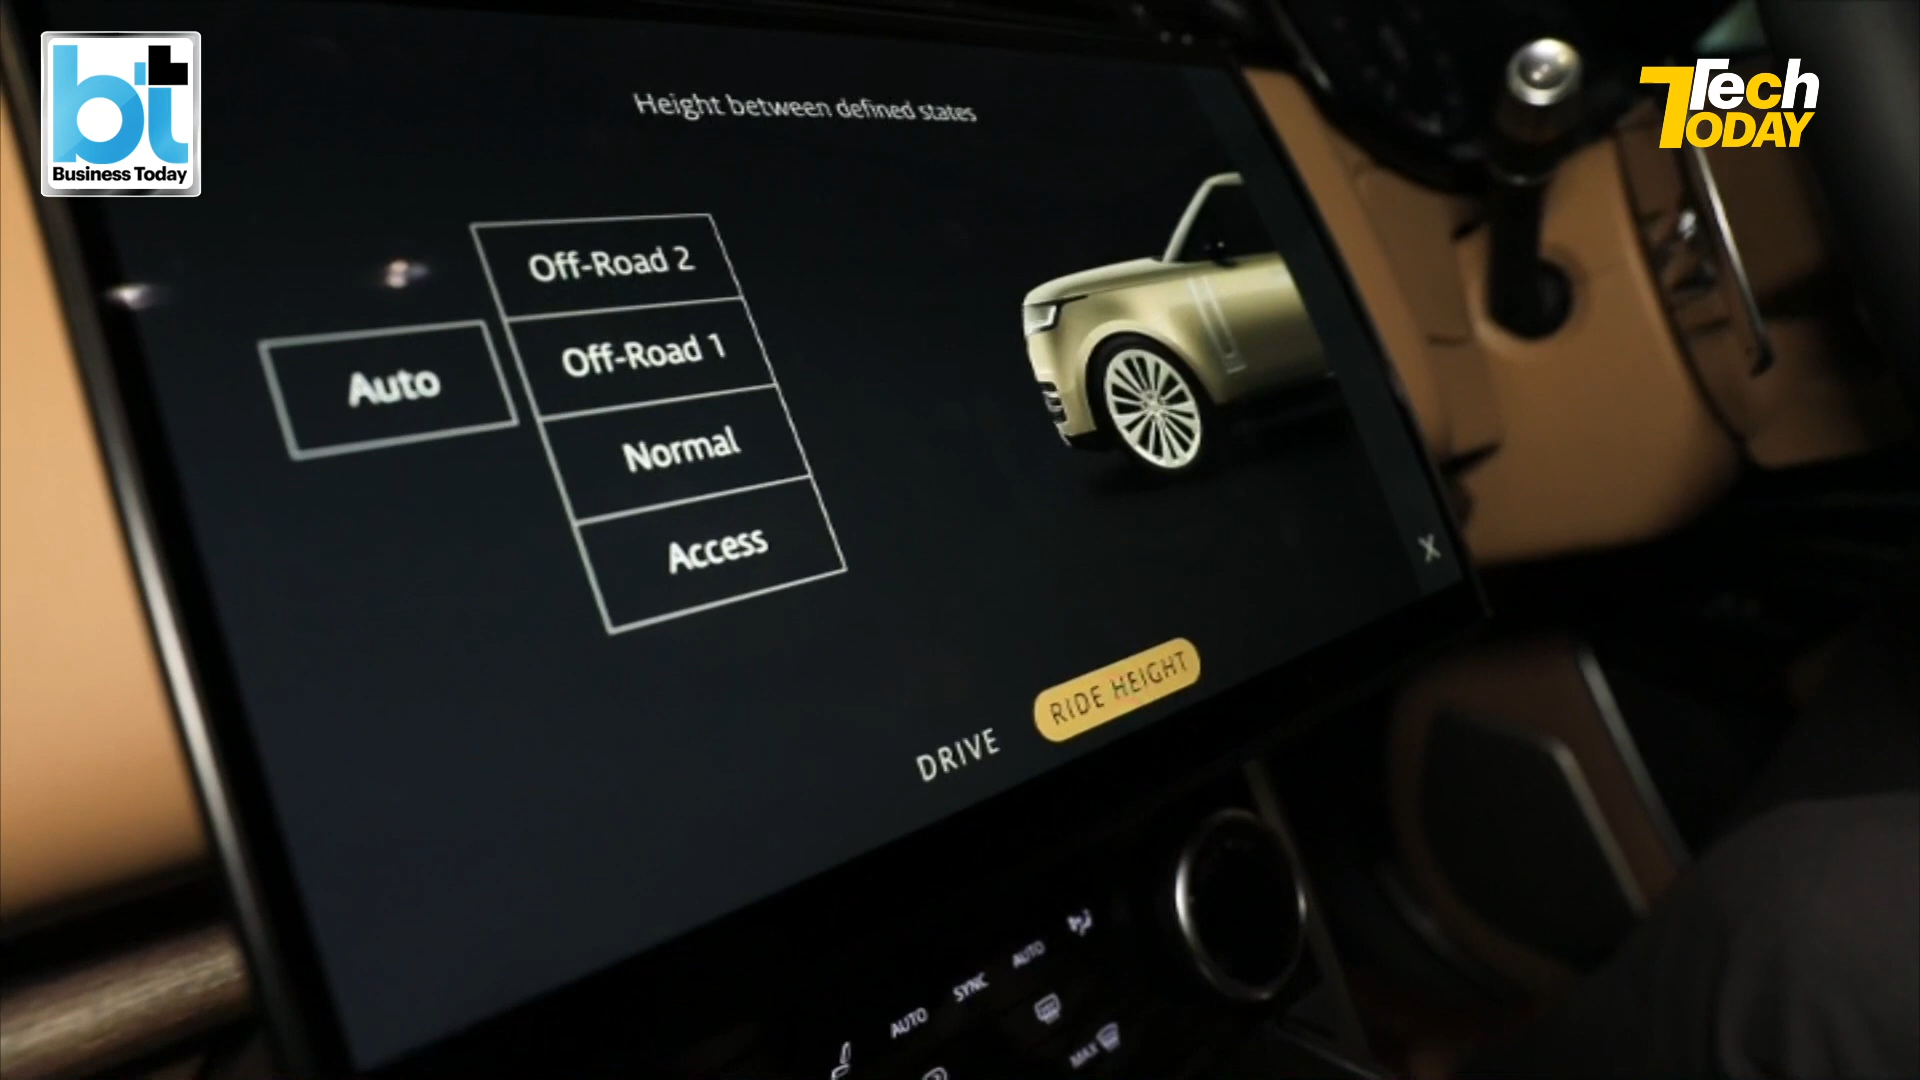 bt
Business Today
Tech
TODAY
Height between defined states
Off-Road 2
Off-Road 1
Auto
Normal
Access
X
RIDE HEIGHT
DRIVE
AUTO
SYNC
AUTO
MAX